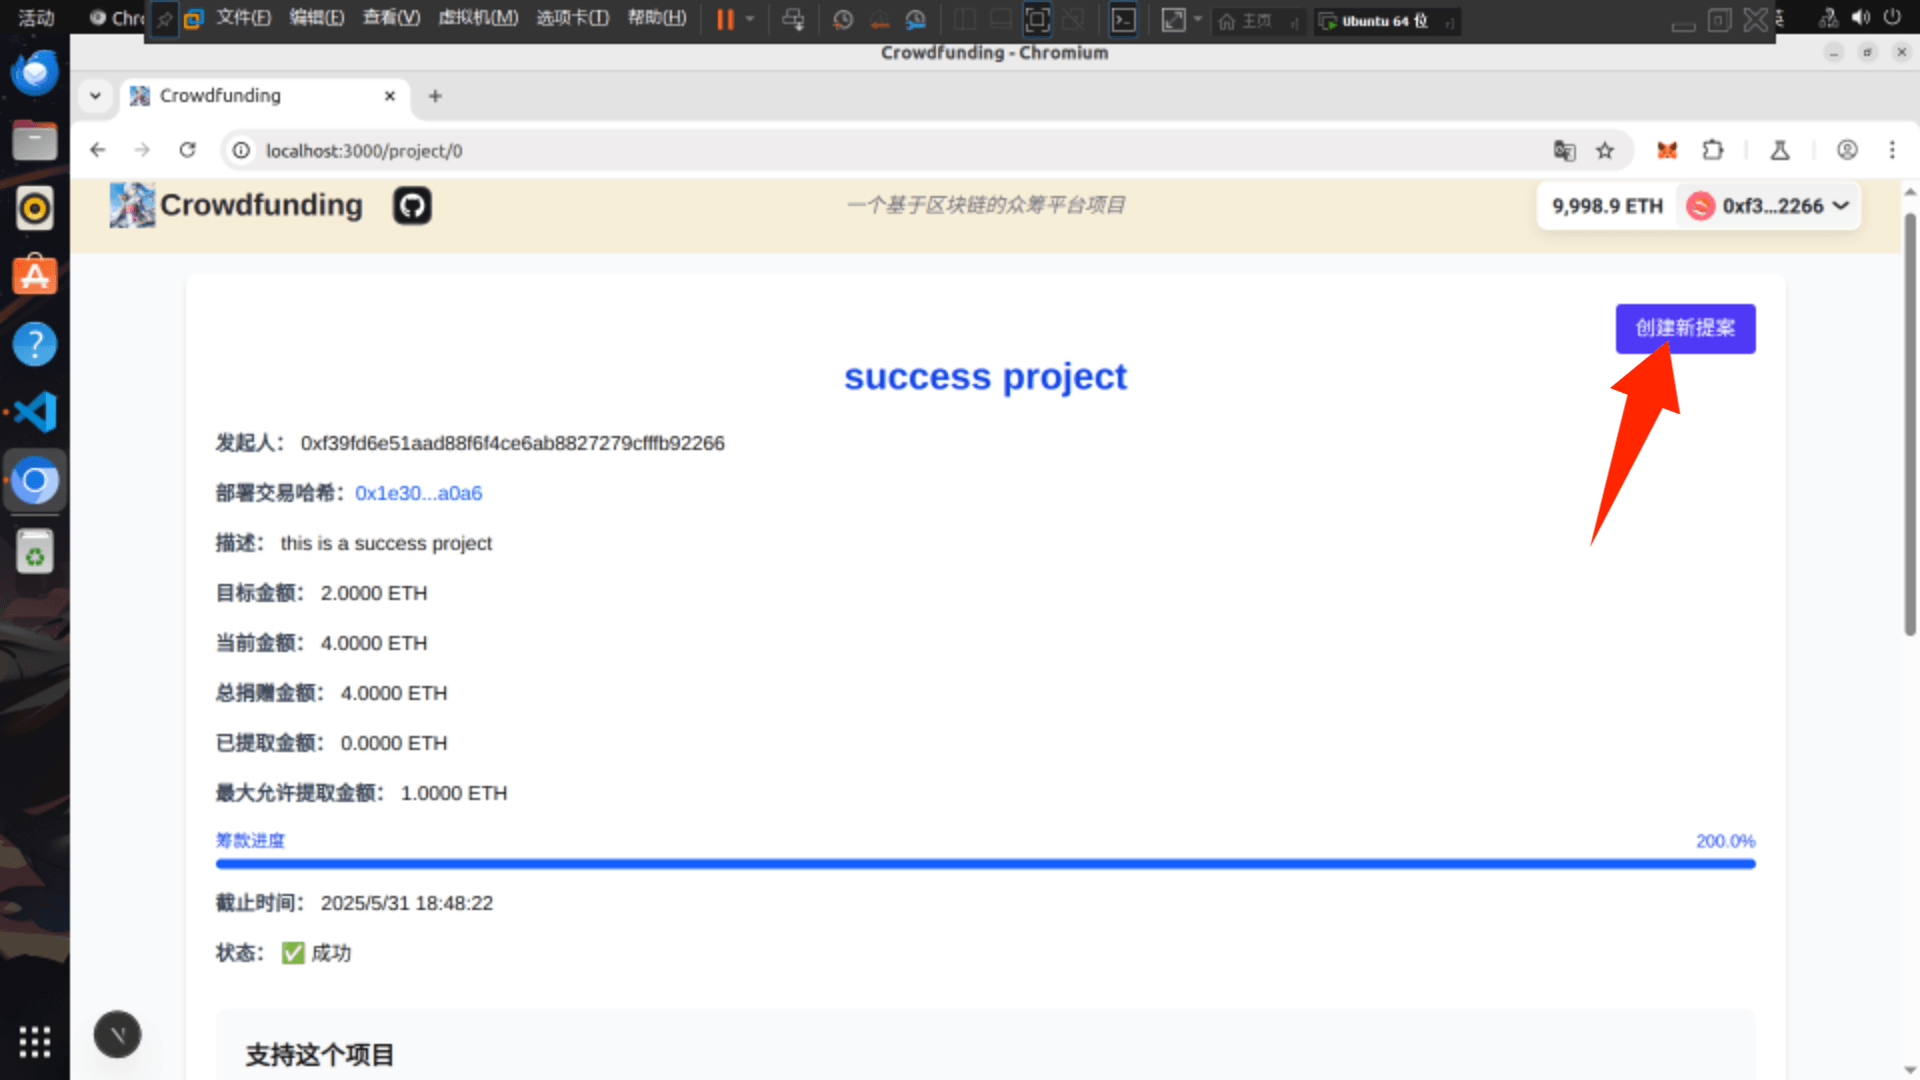 活动
Chr
文件(F) 编辑(E) 查看(V) 虚拟机(M) 选项卡(T) 帮助(H)
主页
Ubuntu 64 位
Crowdfunding - Chromium
Crowdfunding
localhost:3000/project/0
Crowdfunding
一个基于区块链的众筹平台项目
9,998.9 ETH
0xf3...2266
创建新提案
success project
发起人： 0xf39fd6e51aad88f6f4ce6ab8827279cfffb92266
部署交易哈希：0x1e30...a0a6
描述： this is a success project
目标金额： 2.0000 ETH
当前金额： 4.0000 ETH
总捐赠金额： 4.0000 ETH
已提取金额： 0.0000 ETH
最大允许提取金额： 1.0000 ETH
筹款进度 200.0%
截止时间： 2025/5/31 18:48:22
状态： ✅ 成功
支持这个项目